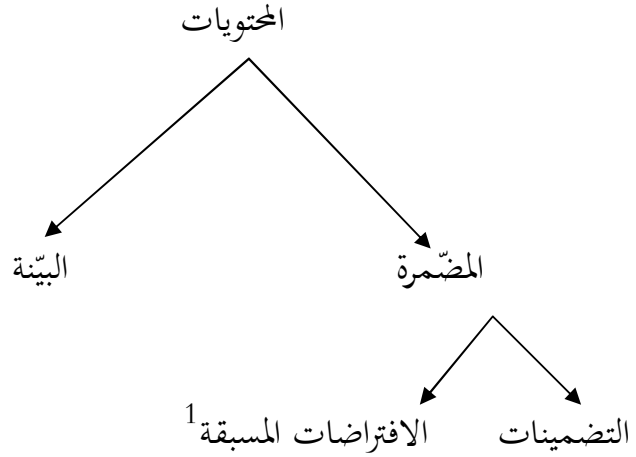 المحتويات
المضّمرة البيّنة
التضمينات الافتراضات المسبقة1